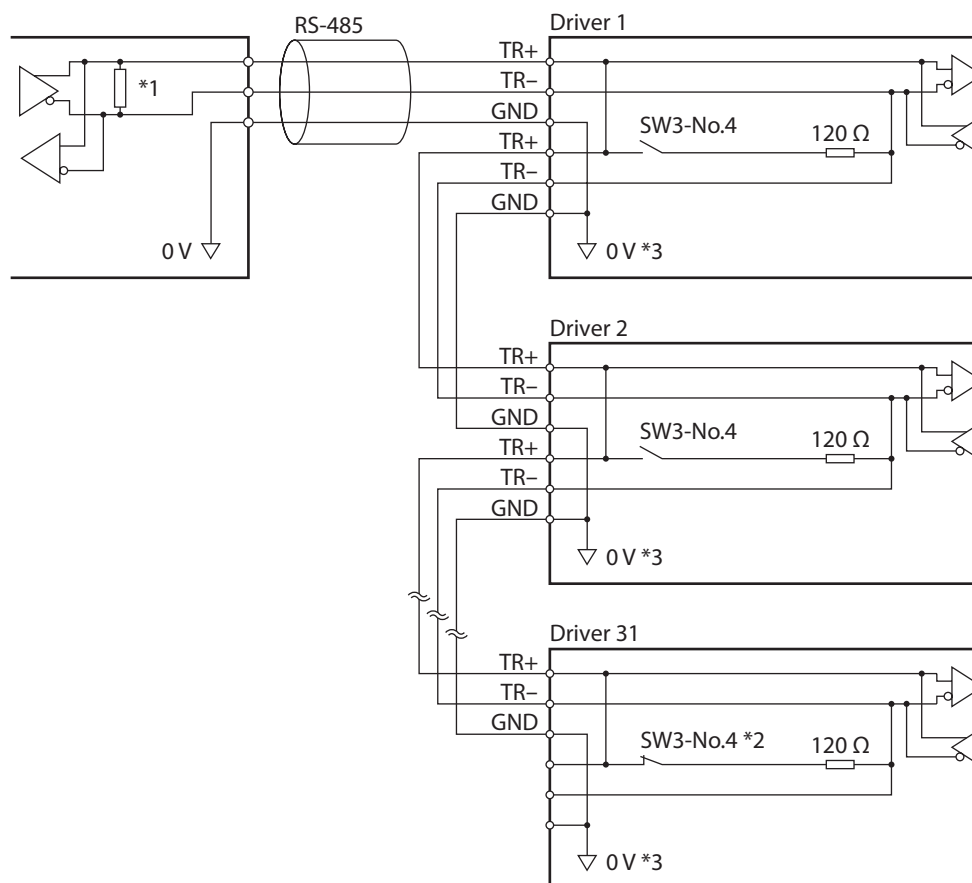 RS-485
*1
0 V
Driver 1
TR+
TR–
GND
TR+
TR–
GND
SW3-No.4
120 Ω
0 V *3
Driver 2
TR+
TR–
GND
TR+
TR–
GND
SW3-No.4
120 Ω
0 V *3
Driver 31
TR+
TR–
GND
SW3-No.4 *2
120 Ω
0 V *3